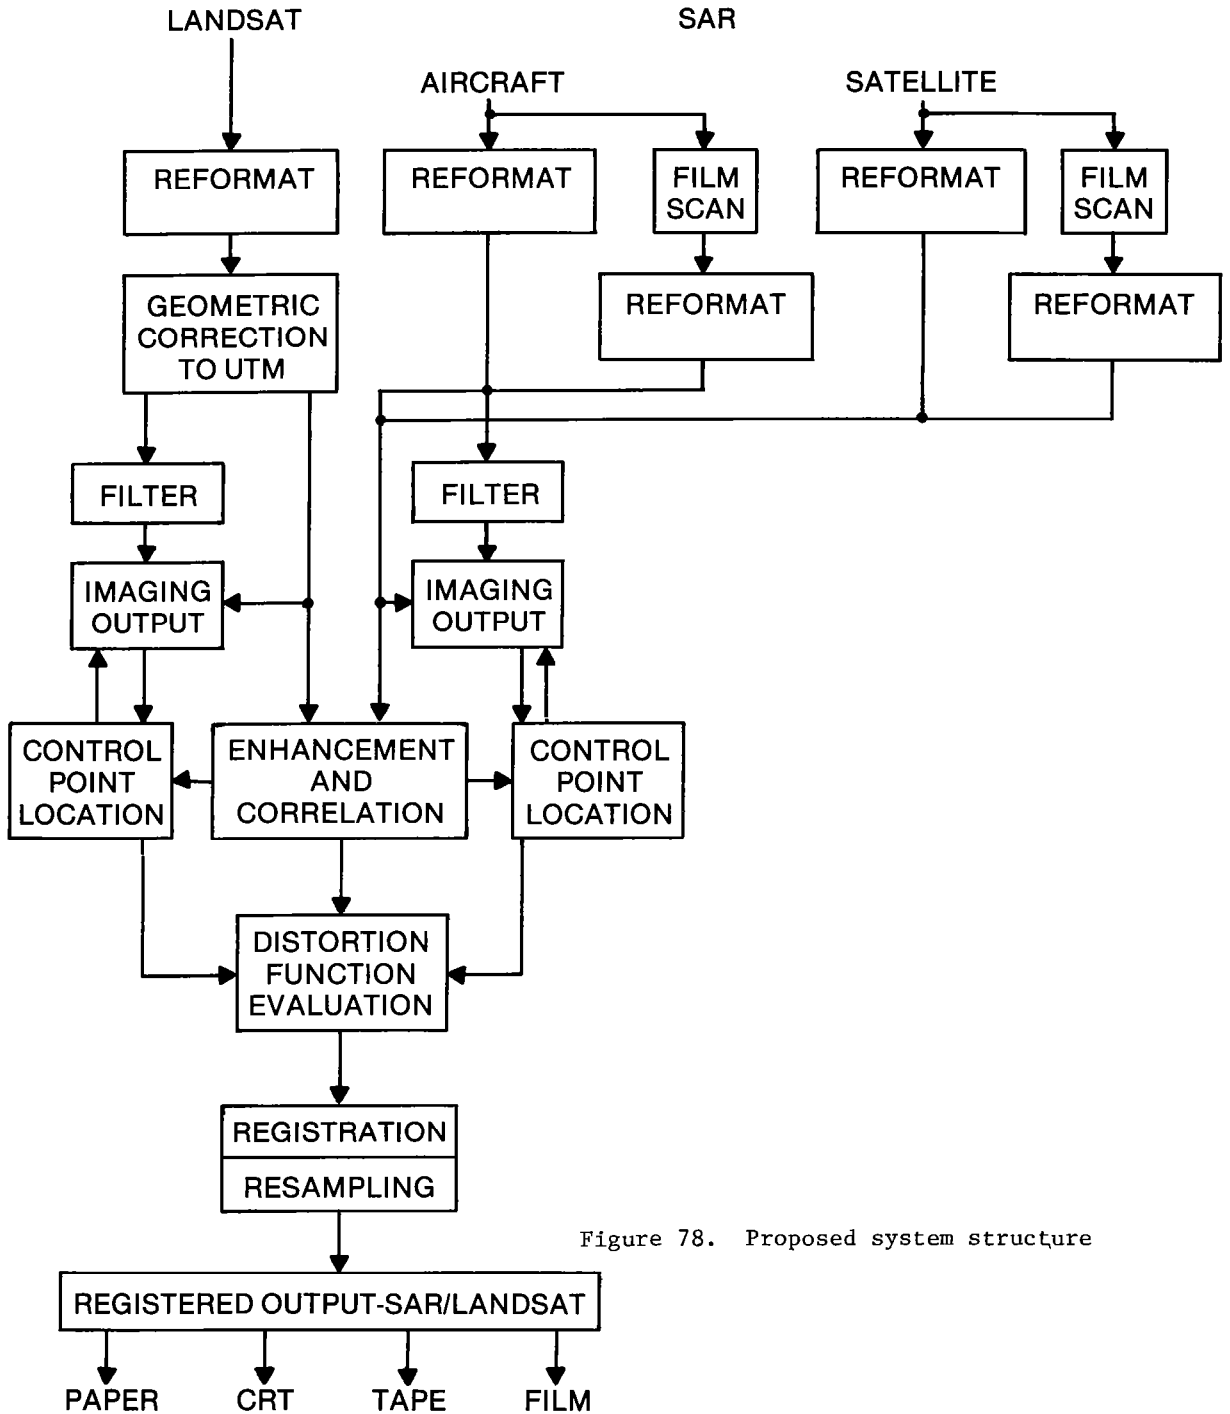 LANDSAT
SAR
AIRCRAFT
SATELLITE
REFORMAT
REFORMAT
FILM
SCAN
REFORMAT
FILM
SCAN
GEOMETRIC
CORRECTION
TO UTM
REFORMAT
REFORMAT
FILTER
FILTER
IMAGING
OUTPUT
IMAGING
OUTPUT
CONTROL
POINT
LOCATION
ENHANCEMENT
AND
CORRELATION
CONTROL
POINT
LOCATION
DISTORTION
FUNCTION
EVALUATION
REGISTRATION
RESAMPLING
Figure 78. Proposed system structure
REGISTERED OUTPUT-SAR/LANDSAT
PAPER
CRT
TAPE
FILM